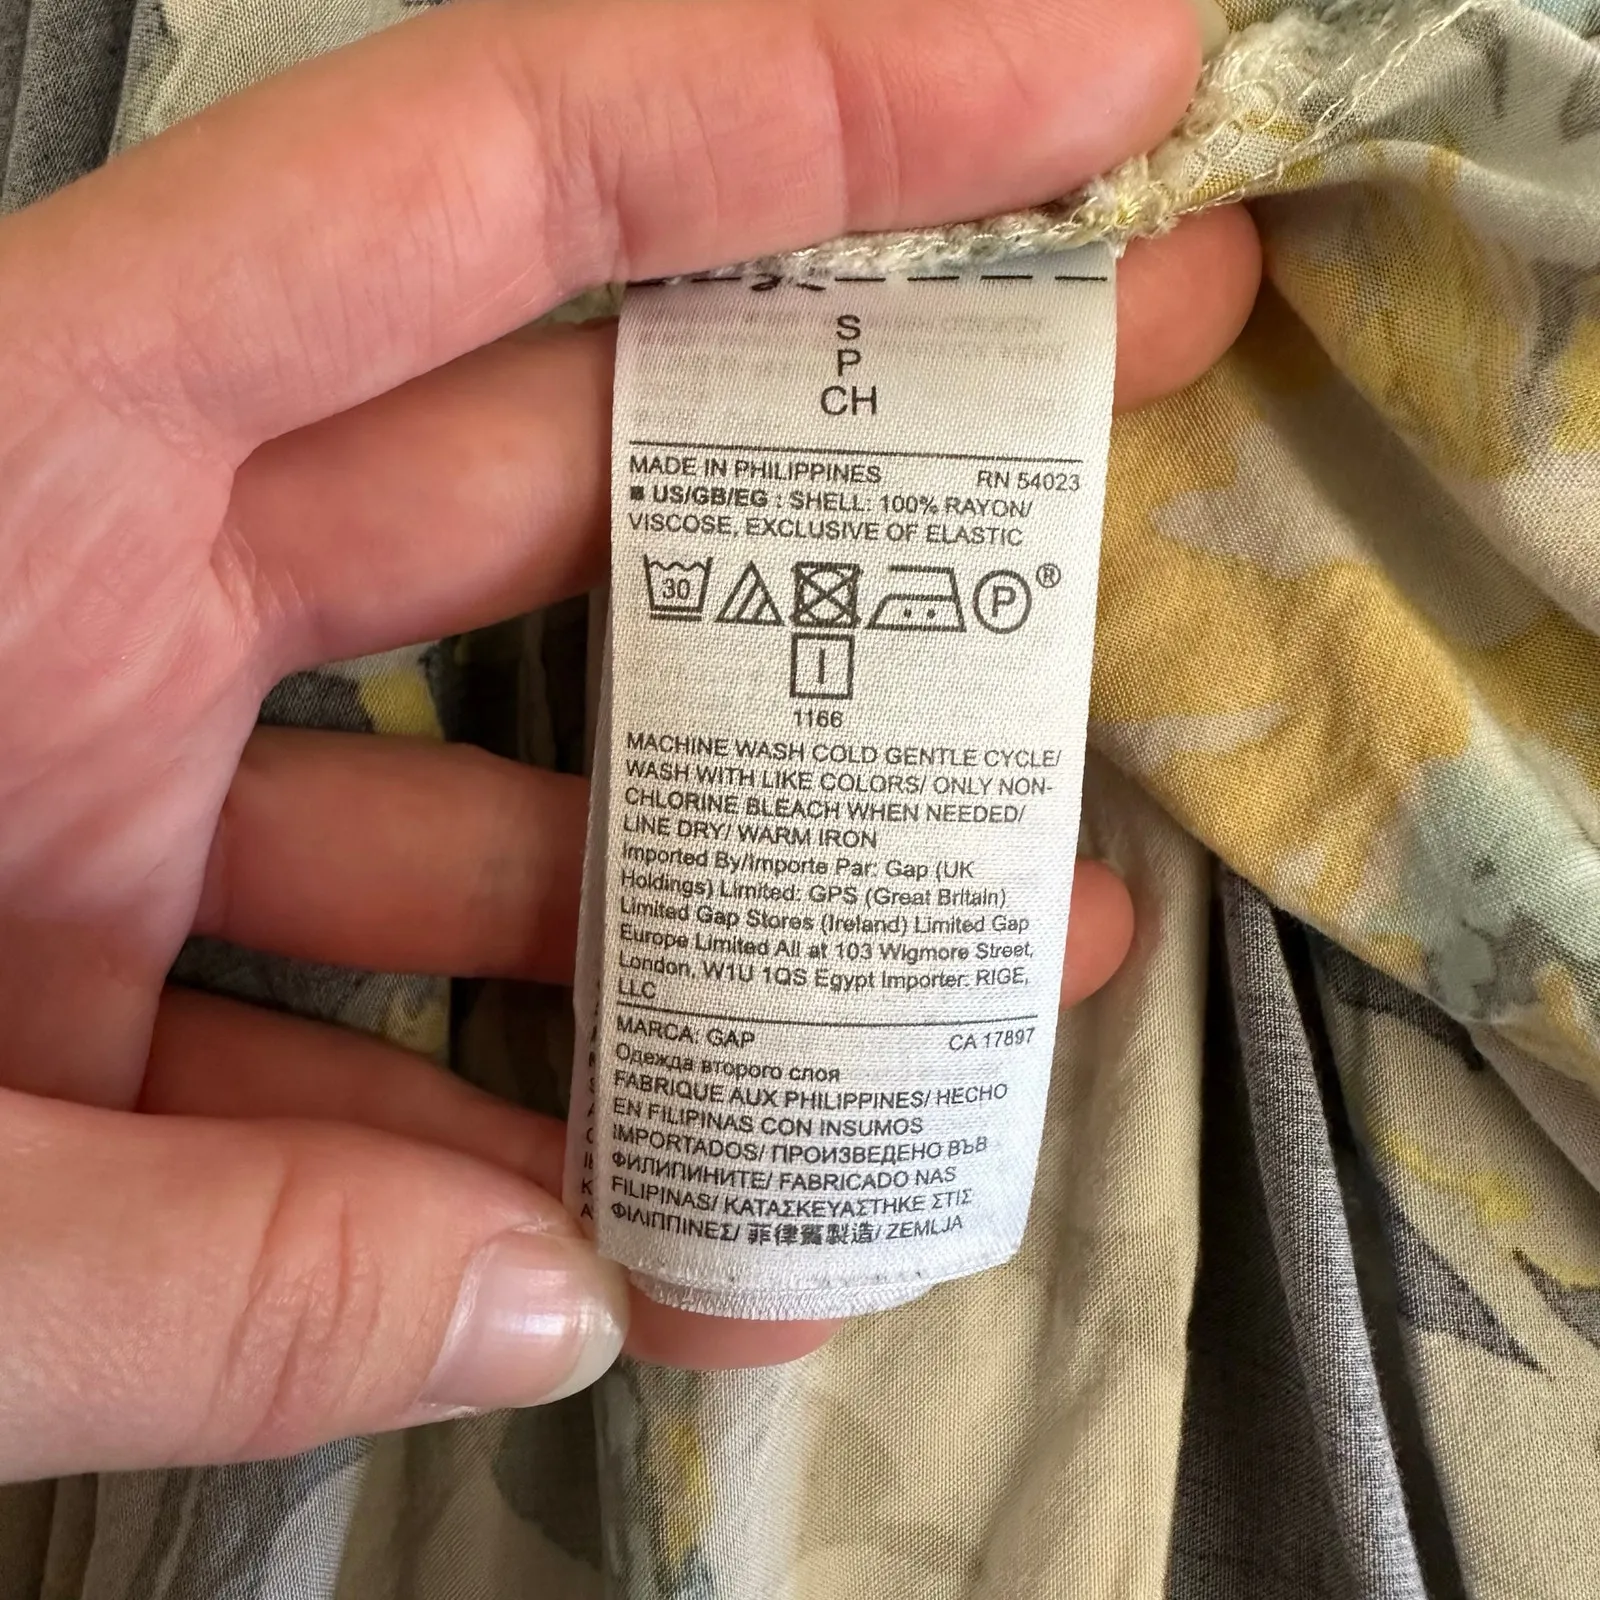 S
P
CH
MADE IN PHILIPPINES RN 54023
■ US/GB/EG : SHELL: 100% RAYON/
VISCOSE, EXCLUSIVE OF ELASTIC
30 P ®
I
1166
MACHINE WASH COLD GENTLE CYCLE/
WASH WITH LIKE COLORS/ ONLY NON-
CHLORINE BLEACH WHEN NEEDED/
LINE DRY/ WARM IRON
Imported By/Importe Par: Gap (UK
Holdings) Limited: GPS (Great Britain)
Limited Gap Stores (Ireland) Limited Gap
Europe Limited All at 103 Wigmore Street,
London, W1U 1QS Egypt Importer: RIGE,
LLC
MARCA: GAP CA 17897
Одежда второго слоя
FABRIQUE AUX PHILIPPINES/ HECHO
EN FILIPINAS CON INSUMOS
IMPORTADOS/ ПРОИЗВЕДЕНО ВЪВ
ФИЛИПИНИТЕ/ FABRICADO NAS
FILIPINAS/ ΚΑΤΑΣΚΕΥΑΣΤΗΚΕ ΣΤΙΣ
ΦΙΛΙΠΠΙΝΕΣ/ 菲律賓製造/ ZEMLJA